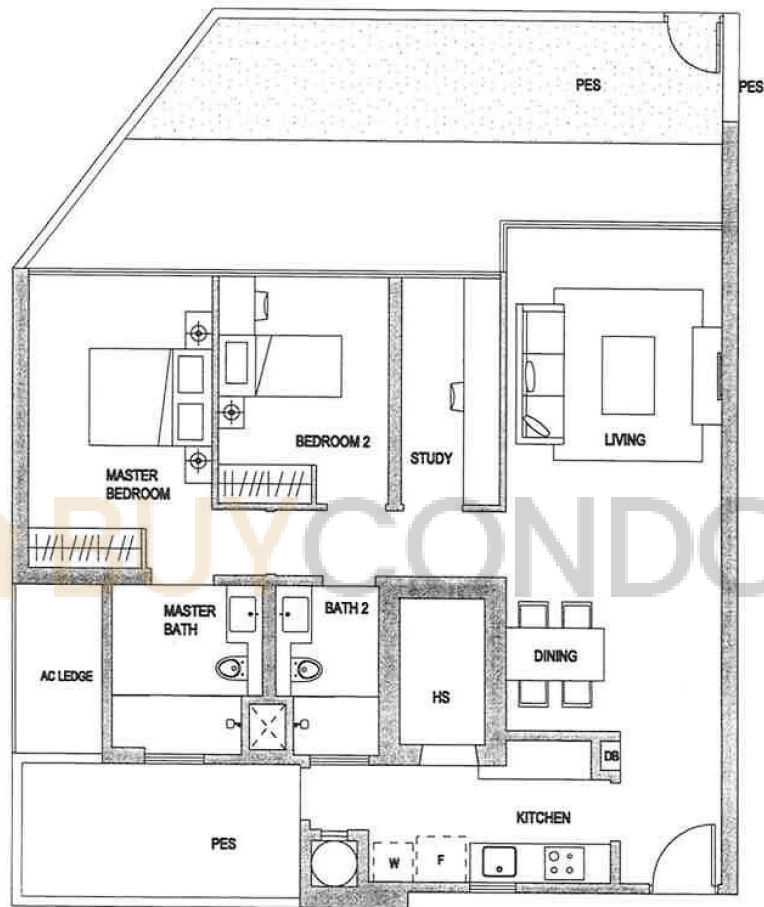 PES
PES
BEDROOM 2
LIVING
STUDY
MASTER
BEDROOM
BUYCONDO
MASTER
BATH
BATH 2
DINING
AC LEDGE
HS
DB
KITCHEN
PES
W
F